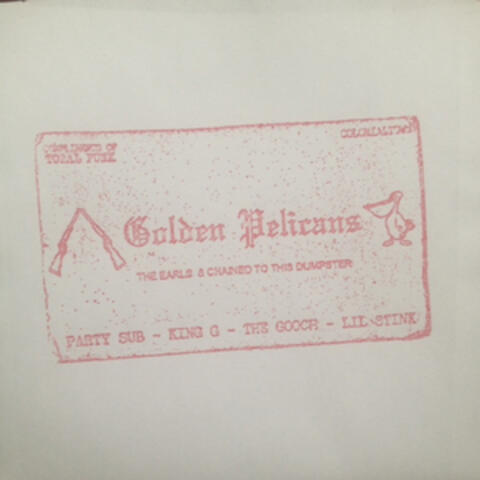 COMPLIMENTS OF
TOTAL PUNK
Golden Pelicans
THE EARLS & CHAINED TO THIS DUMPSTER
PARTY SUB - KING G - THE GOOCH - LIL STINK